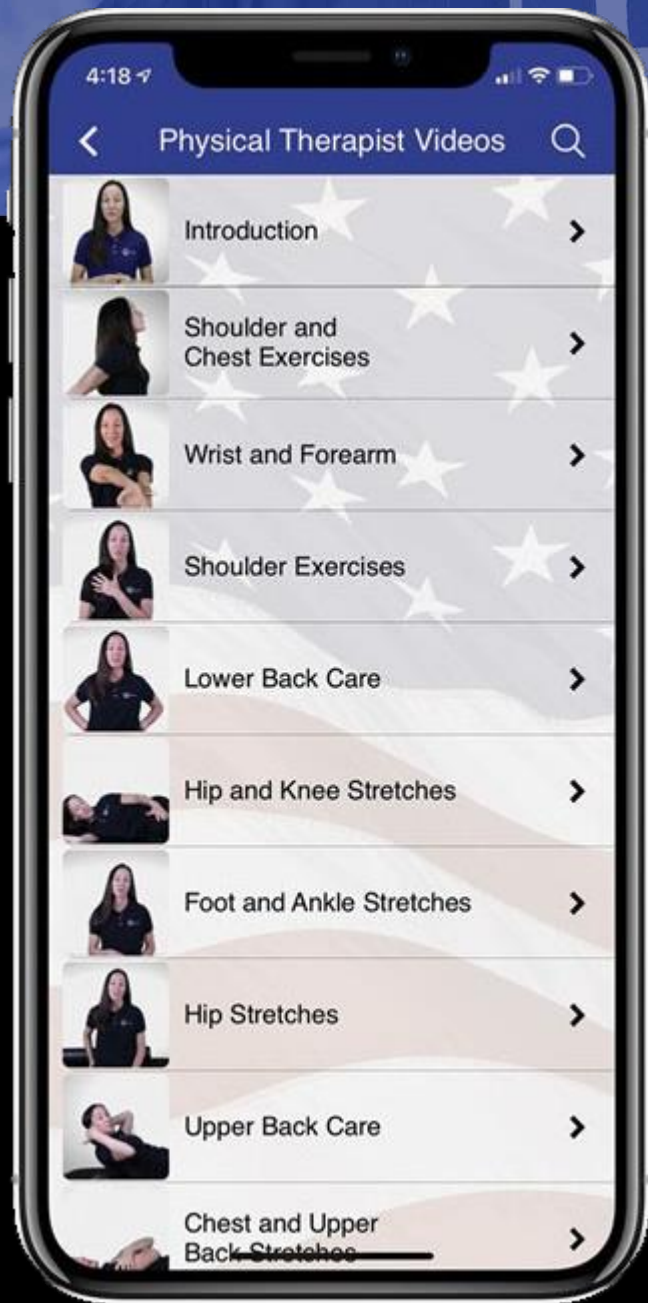 4:18
Physical Therapist Videos
Introduction
Shoulder and
Chest Exercises
Wrist and Forearm
Shoulder Exercises
Lower Back Care
Hip and Knee Stretches
Foot and Ankle Stretches
Hip Stretches
Upper Back Care
Chest and Upper
Back Stretches